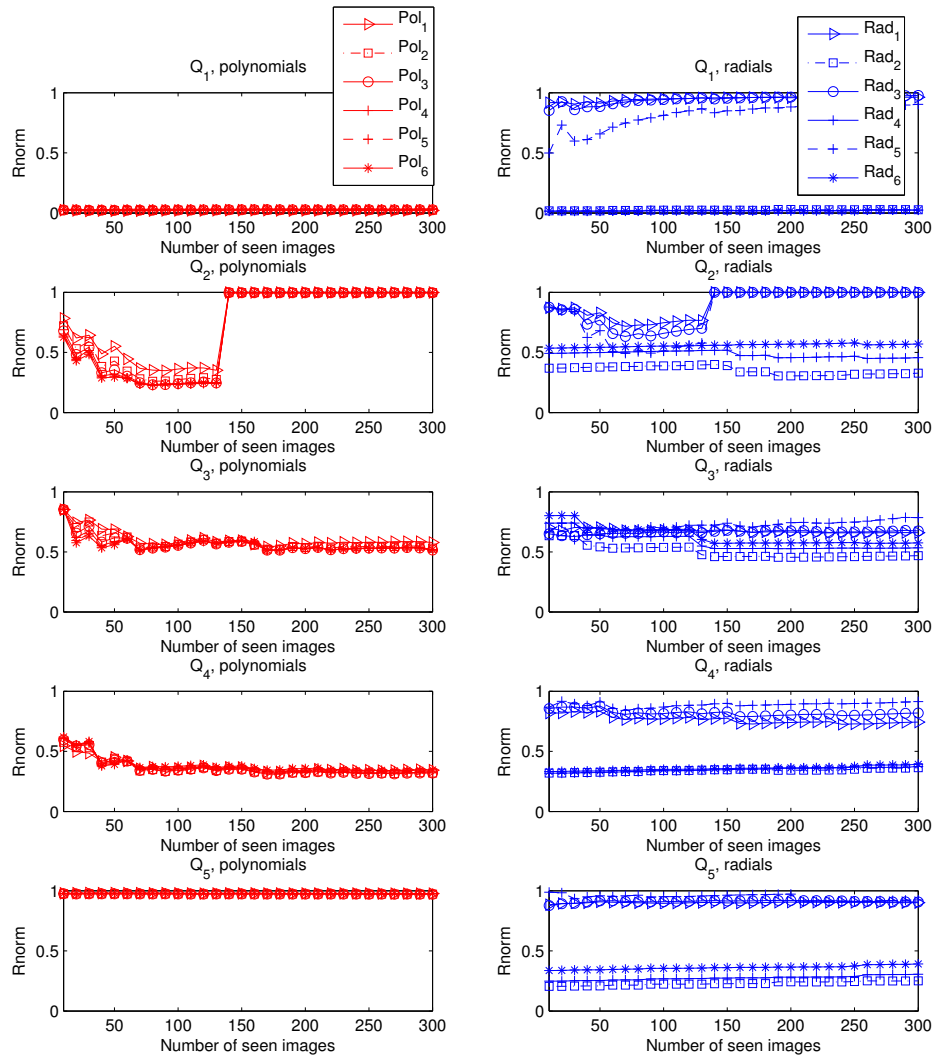 Q1, polynomials
Pol1
Pol2
Pol3
Pol4
Pol5
Pol6
1
0.5
0
Rnorm
50 100 150 200 250 300
Number of seen images
Q1, radials
Rad1
Rad2
Rad3
Rad4
Rad5
Rad6
1
0.5
0
Rnorm
50 100 150 200 250 300
Number of seen images
Q2, polynomials
1
0.5
0
Rnorm
50 100 150 200 250 300
Number of seen images
Q2, radials
1
0.5
0
Rnorm
50 100 150 200 250 300
Number of seen images
Q3, polynomials
1
0.5
0
Rnorm
50 100 150 200 250 300
Number of seen images
Q3, radials
1
0.5
0
Rnorm
50 100 150 200 250 300
Number of seen images
Q4, polynomials
1
0.5
0
Rnorm
50 100 150 200 250 300
Number of seen images
Q4, radials
1
0.5
0
Rnorm
50 100 150 200 250 300
Number of seen images
Q5, polynomials
1
0.5
0
Rnorm
50 100 150 200 250 300
Number of seen images
Q5, radials
1
0.5
0
Rnorm
50 100 150 200 250 300
Number of seen images